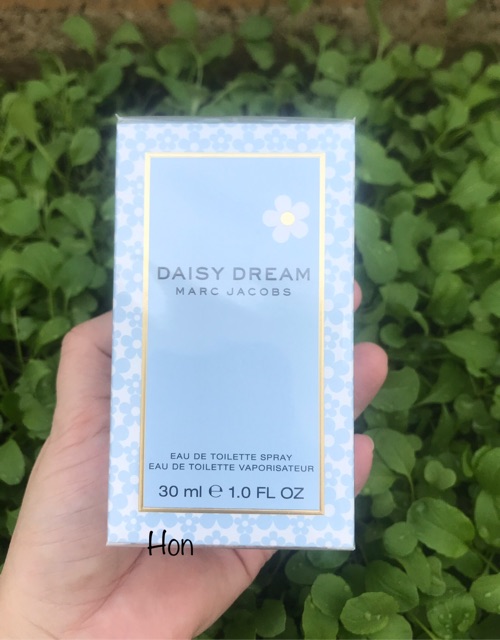 DAISY DREAM
MARC JACOBS
EAU DE TOILETTE SPRAY
EAU DE TOILETTE VAPORISATEUR
30 ml ℮ 1.0 FL OZ
Hon